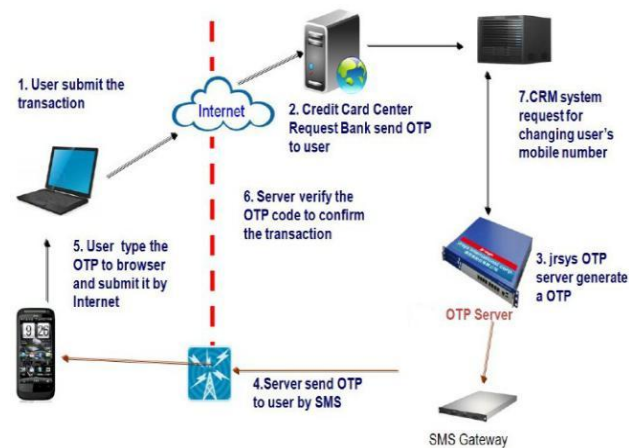 1. User submit the
transaction
Internet
2. Credit Card Center
Request Bank send OTP
to user
7.CRM system
request for
changing user's
mobile number
6. Server verify the
OTP code to confirm
the transaction
5. User type the
OTP to browser
and submit it by
Internet
3. jrsys OTP
server generate
a OTP
OTP Server
4.Server send OTP
to user by SMS
SMS Gateway